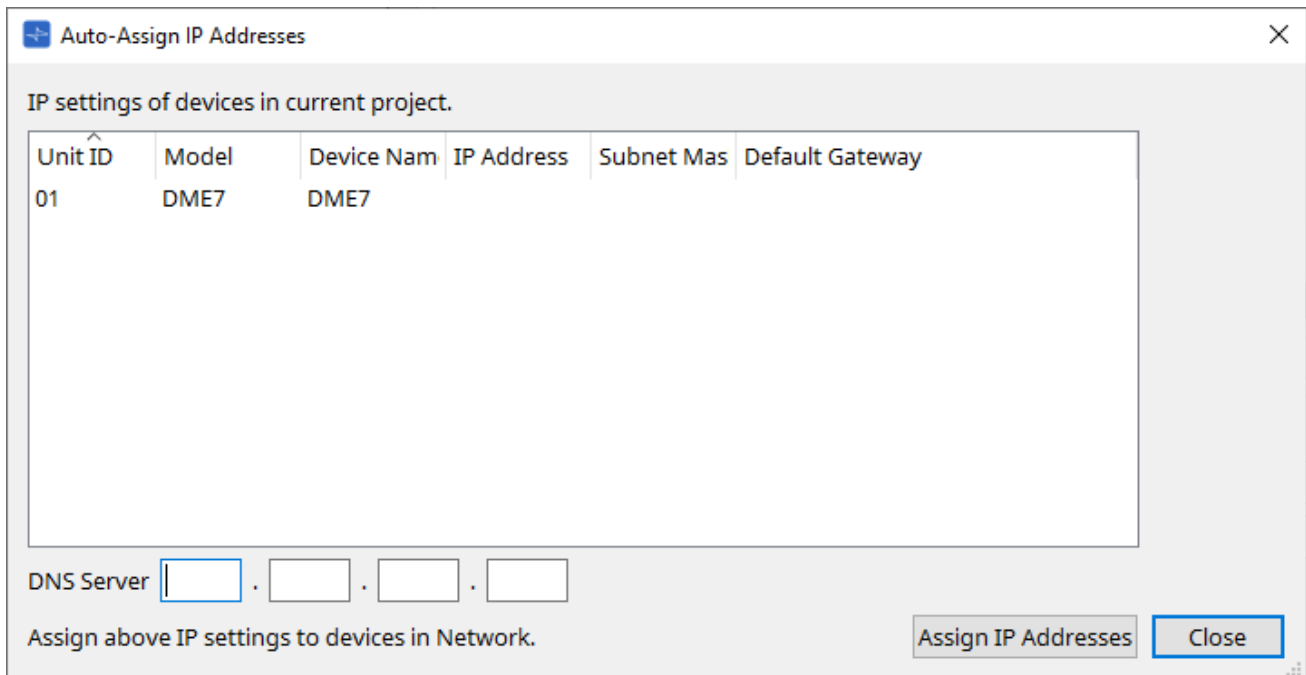 Auto-Assign IP Addresses
IP settings of devices in current project.
Unit ID Model Device Nam IP Address Subnet Mas Default Gateway
01 DME7 DME7
DNS Server . . .
Assign above IP settings to devices in Network. Assign IP Addresses Close